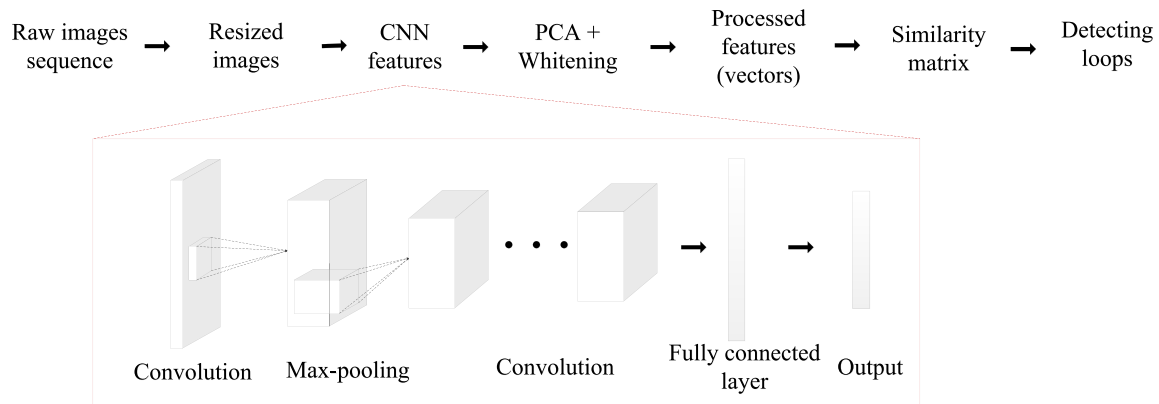 Raw images
sequence
Resized
images
CNN
features
PCA +
Whitening
Processed
features
(vectors)
Similarity
matrix
Detecting
loops
Convolution
Max-pooling
Convolution
Fully connected
layer
Output